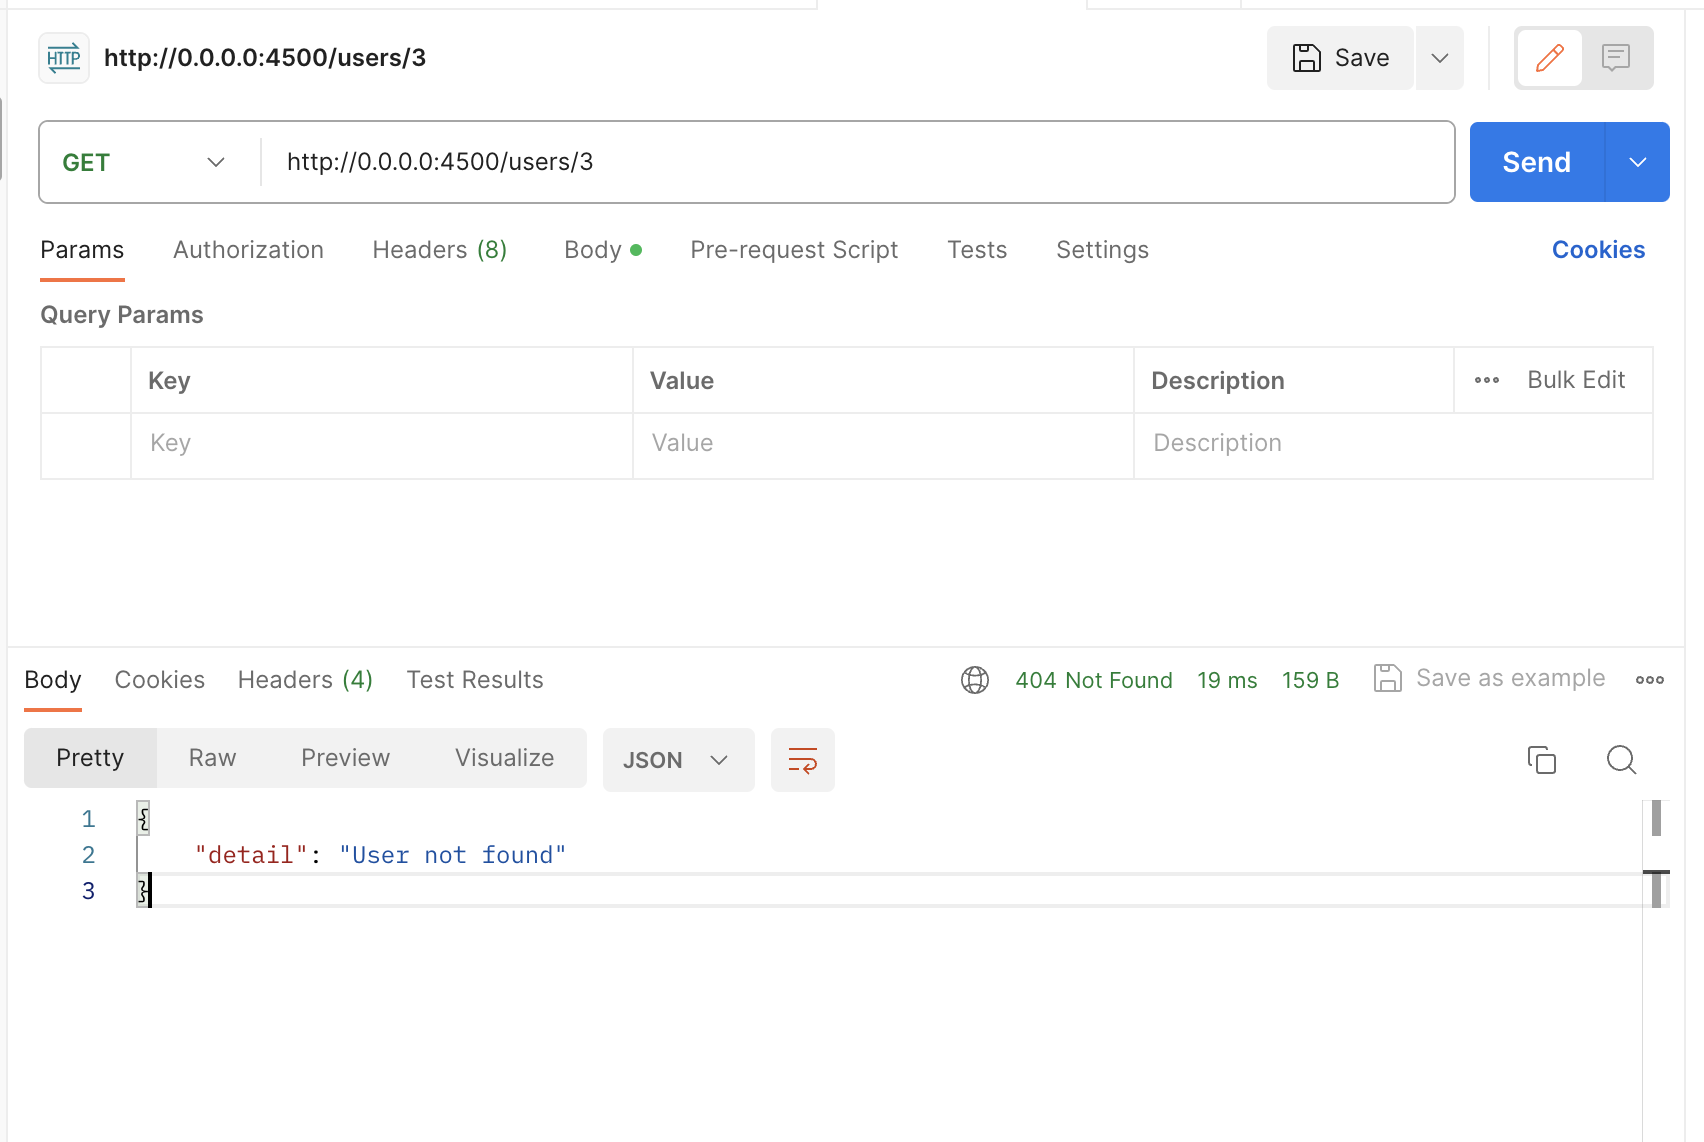 HTTP http://0.0.0.0:4500/users/3 Save
GET http://0.0.0.0:4500/users/3 Send
Params Authorization Headers (8) Body Pre-request Script Tests Settings Cookies
Query Params
Key Value Description Bulk Edit
Key Value Description
Body Cookies Headers (4) Test Results 404 Not Found 19 ms 159 B Save as example
Pretty Raw Preview Visualize JSON
1 {
2 "detail": "User not found"
3 }